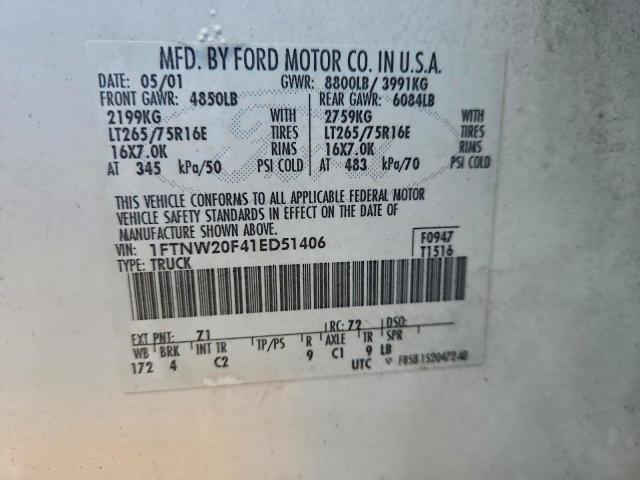 MFD. BY FORD MOTOR CO. IN U.S.A.
DATE: 05/01 GVWR: 8800LB / 3991KG
FRONT GAWR: 4850LB REAR GAWR: 6084LB
2199KG WITH 2759KG WITH
LT265/75R16E TIRES LT265/75R16E TIRES
16X7.0K RIMS 16X7.0K RIMS
AT 345 kPa/50 PSI COLD AT 483 kPa/70 PSI COLD
THIS VEHICLE CONFORMS TO ALL APPLICABLE FEDERAL MOTOR
VEHICLE SAFETY STANDARDS IN EFFECT ON THE DATE OF
MANUFACTURE SHOWN ABOVE.
VIN: 1FTNW20F41ED51406 F0947
TYPE: TRUCK T1516
EXT PNT: Z1 RC: 72 DSO:
WB BRK INT TR TP/PS R AXLE TR SPR
172 4 C2 9 C1 9 LB
UTC